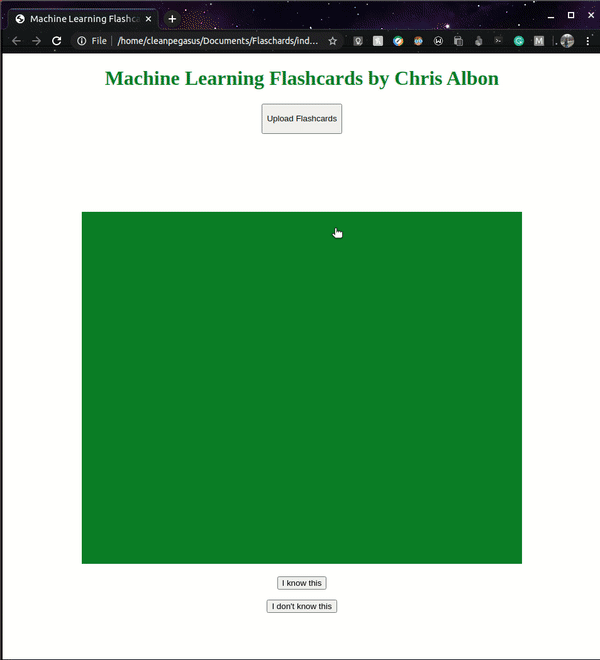 Machine Learning Flashca
File
/home/cleanpegasus/Documents/Flaschards/ind...
Machine Learning Flashcards by Chris Albon
Upload Flashcards
I know this
I don't know this